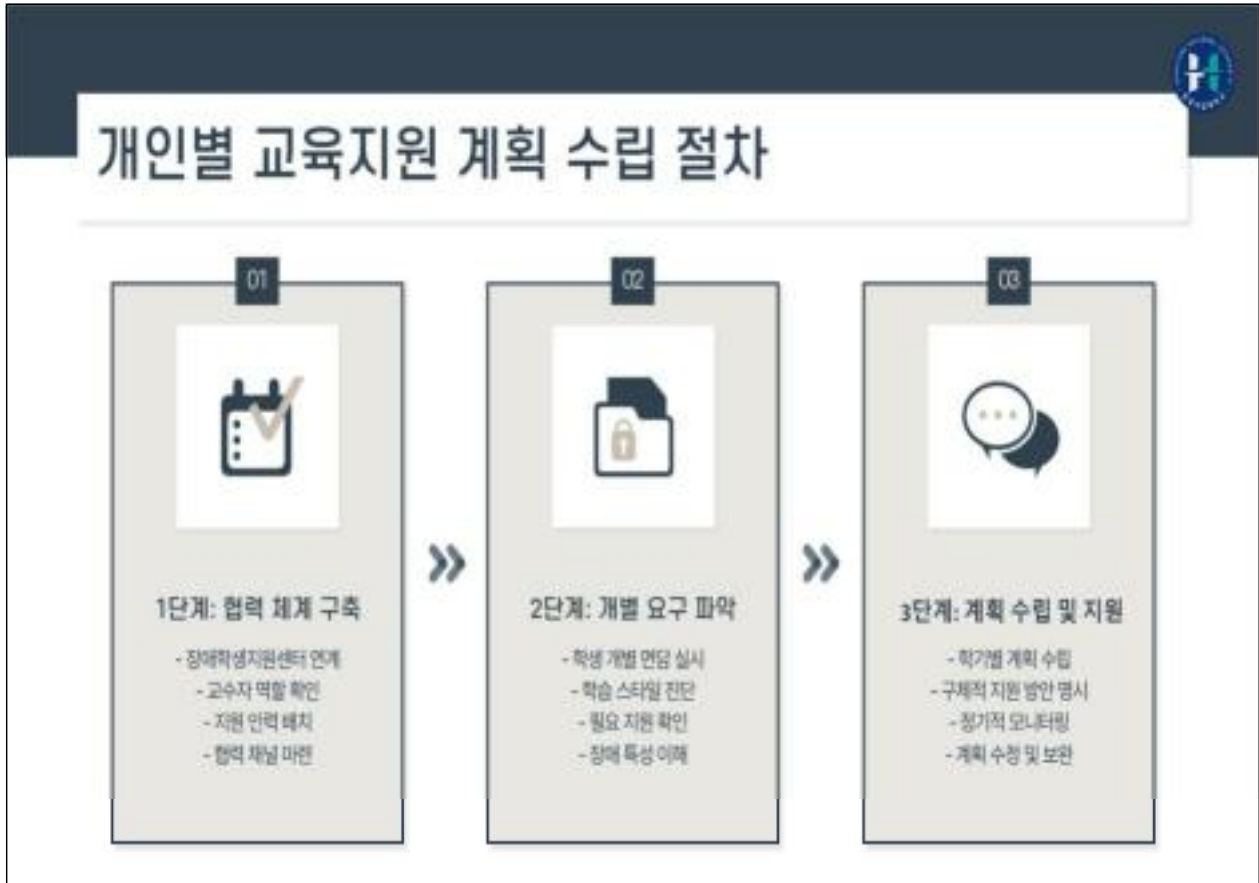 개인별 교육지원 계획 수립 절차
01
1단계: 협력 체계 구축
- 장애학생지원센터 연계
- 교수자 역할 확인
- 지원 인력 배치
- 협력 채널 마련
02
2단계: 개별 요구 파악
- 학생 개별 면담 실시
- 학습 스타일 진단
- 필요 지원 확인
- 장애 특성 이해
03
3단계: 계획 수립 및 지원
- 학기별 계획 수립
- 구체적 지원 방안 명시
- 정기적 모니터링
- 계획 수정 및 보완